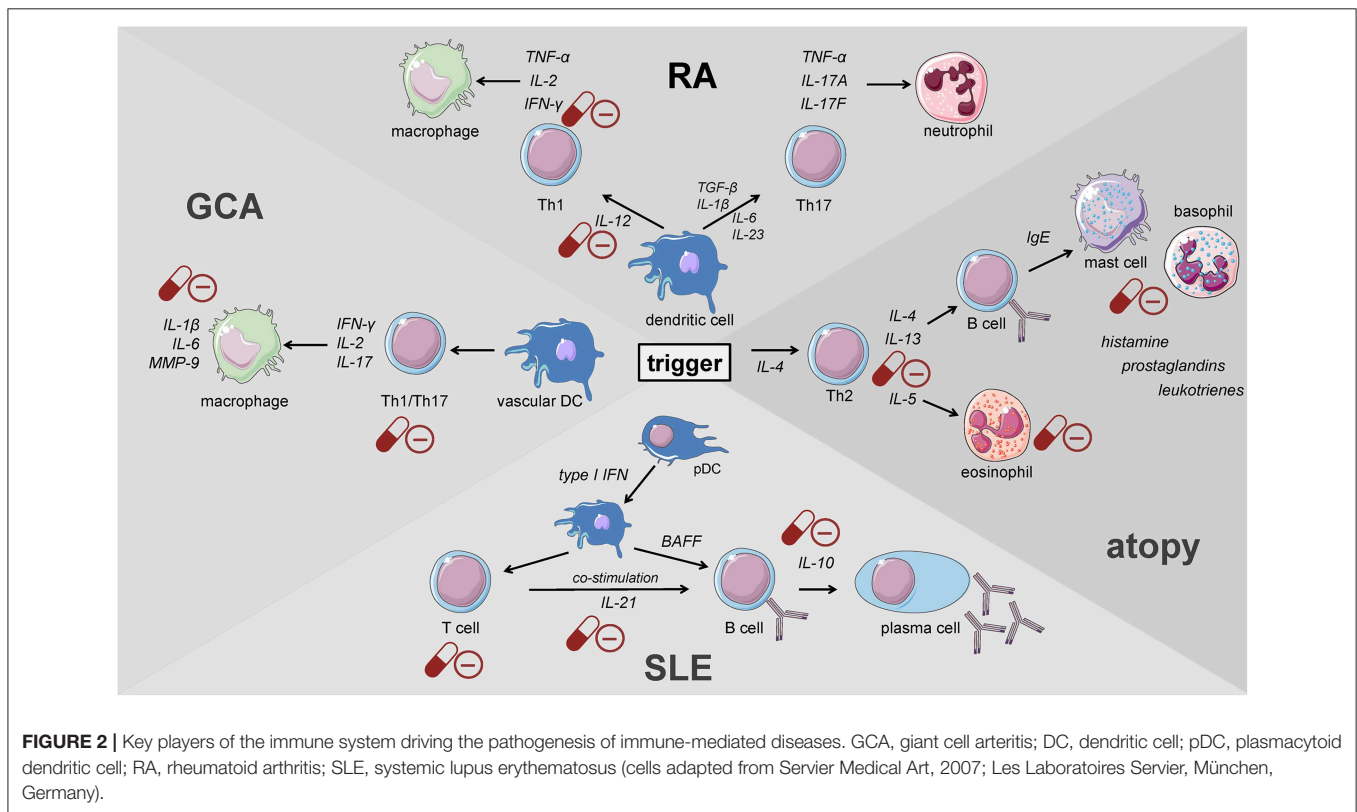 RA
TNF-α
IL-2
IFN-γ
macrophage
Th1
IL-12
TNF-α
IL-17A
IL-17F
neutrophil
Th17
TGF-β
IL-1β
IL-6
IL-23
dendritic cell
GCA
IL-1β
IL-6
MMP-9
macrophage
IFN-γ
IL-2
IL-17
Th1/Th17
vascular DC
trigger
IL-4
Th2
IL-4
IL-13
IL-5
B cell
IgE
mast cell
basophil
histamine
prostaglandins
leukotrienes
eosinophil
atopy
pDC
type I IFN
BAFF
T cell
co-stimulation
IL-21
B cell
IL-10
plasma cell
SLE
FIGURE 2 | Key players of the immune system driving the pathogenesis of immune-mediated diseases. GCA, giant cell arteritis; DC, dendritic cell; pDC, plasmacytoid
dendritic cell; RA, rheumatoid arthritis; SLE, systemic lupus erythematosus (cells adapted from Servier Medical Art, 2007; Les Laboratoires Servier, München,
Germany).